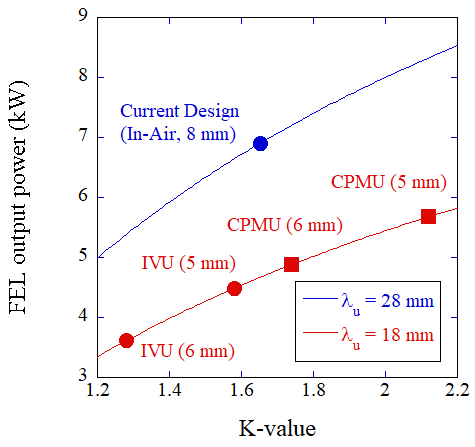 9
8
7
6
5
4
3
FEL output power (kW)
Current Design
(In-Air, 8 mm)
CPMU (5 mm)
CPMU (6 mm)
IVU (5 mm)
IVU (6 mm)
λu = 28 mm
λu = 18 mm
1.2 1.4 1.6 1.8 2 2.2
K-value